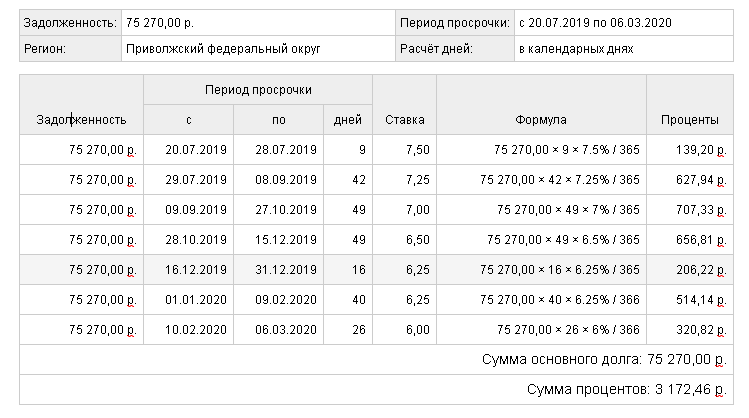 Задолженность: 75 270,00 р. Период просрочки: с 20.07.2019 по 06.03.2020
Регион: Приволжский федеральный округ Расчёт дней: в календарных днях
Период просрочки
Задолженность с по дней Ставка Формула Проценты
75 270,00 р. 20.07.2019 28.07.2019 9 7,50 75 270,00 × 9 × 7.5% / 365 139,20 р.
75 270,00 р. 29.07.2019 08.09.2019 42 7,25 75 270,00 × 42 × 7.25% / 365 627,94 р.
75 270,00 р. 09.09.2019 27.10.2019 49 7,00 75 270,00 × 49 × 7% / 365 707,33 р.
75 270,00 р. 28.10.2019 15.12.2019 49 6,50 75 270,00 × 49 × 6.5% / 365 656,81 р.
75 270,00 р. 16.12.2019 31.12.2019 16 6,25 75 270,00 × 16 × 6.25% / 365 206,22 р.
75 270,00 р. 01.01.2020 09.02.2020 40 6,25 75 270,00 × 40 × 6.25% / 366 514,14 р.
75 270,00 р. 10.02.2020 06.03.2020 26 6,00 75 270,00 × 26 × 6% / 366 320,82 р.
Сумма основного долга: 75 270,00 р.
Сумма процентов: 3 172,46 р.